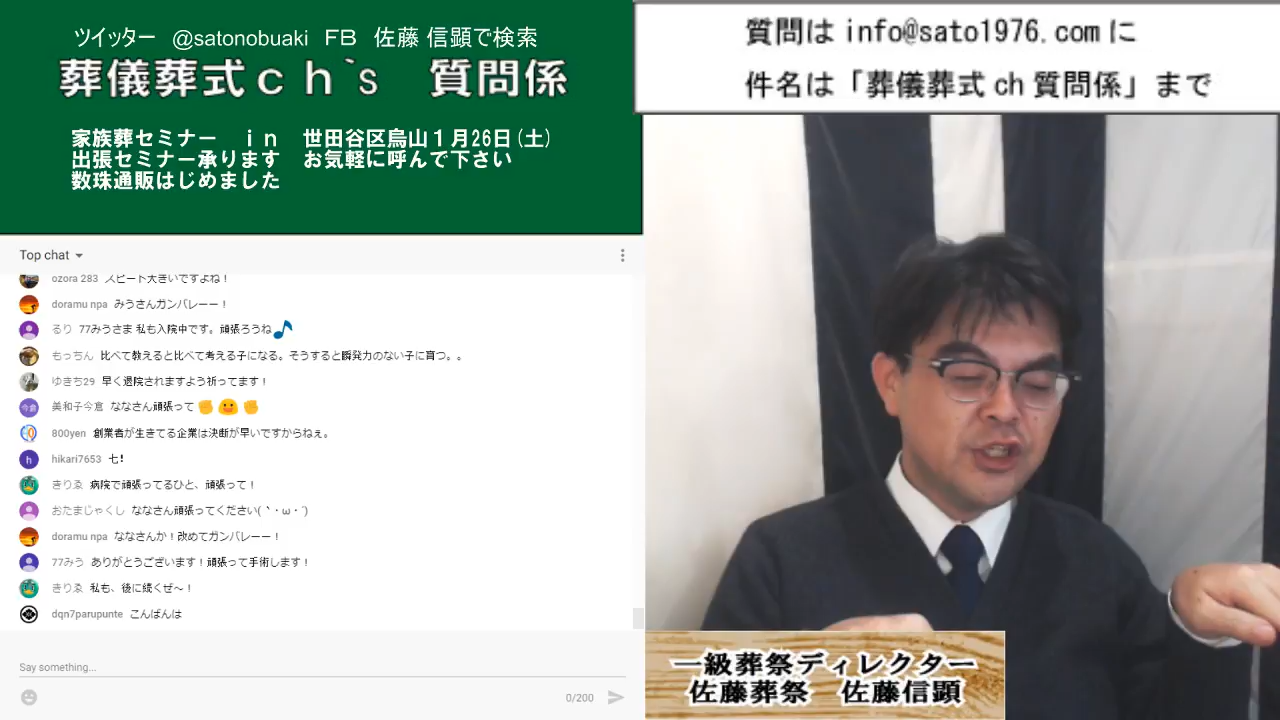 ツイッター　@satonobuaki　ＦＢ　佐藤 信顕で検索
葬儀葬式ｃｈ`s　質問係
家族葬セミナー　ｉｎ　世田谷区烏山１月26日(土)
出張セミナー承ります　お気軽に呼んで下さい
数珠通販はじめました
質問は info@sato1976.com に
件名は「葬儀葬式 ch 質問係」まで
Top chat
ozora 283 スピード大きいですよね！
doramu npa みうさんガンバレーー！
るり 77みうさま 私も入院中です。頑張ろうね
もっちん 比べて教えると比べて考える子になる。そうすると瞬発力のない子に育つ。。
ゆきち29 早く退院されますよう祈ってます！
今倉 美和子今倉 ななさん頑張って
800yen 創業者が生きてる企業は決断が早いですからねぇ。
h hikari7653 七!
きりゑ 病院で頑張ってるひと、頑張って！
おたまじゃくし ななさん頑張ってください(｀・ω・´)
doramu npa ななさんか！改めてガンバレーー！
77みう ありがとうございます！頑張って手術します！
きりゑ 私も、後に続くぜ〜！
dqn7parupunte こんばんは
Say something...
0/200
一級葬祭ディレクター
佐藤葬祭　佐藤信顕